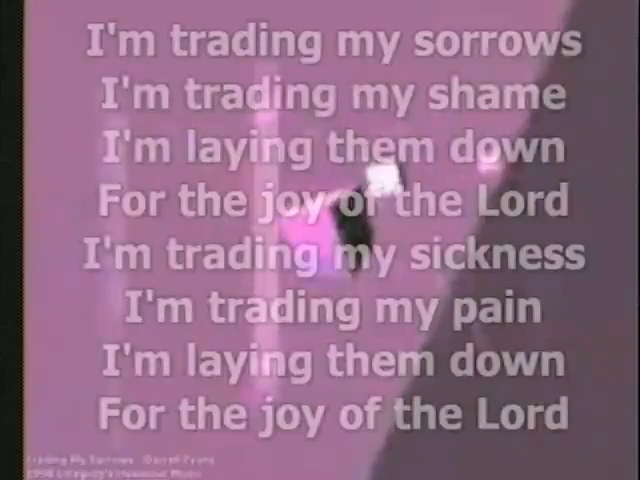 I'm trading my sorrows
I'm trading my shame
I'm laying them down
For the joy of the Lord
I'm trading my sickness
I'm trading my pain
I'm laying them down
For the joy of the Lord
Trading My Sorrows